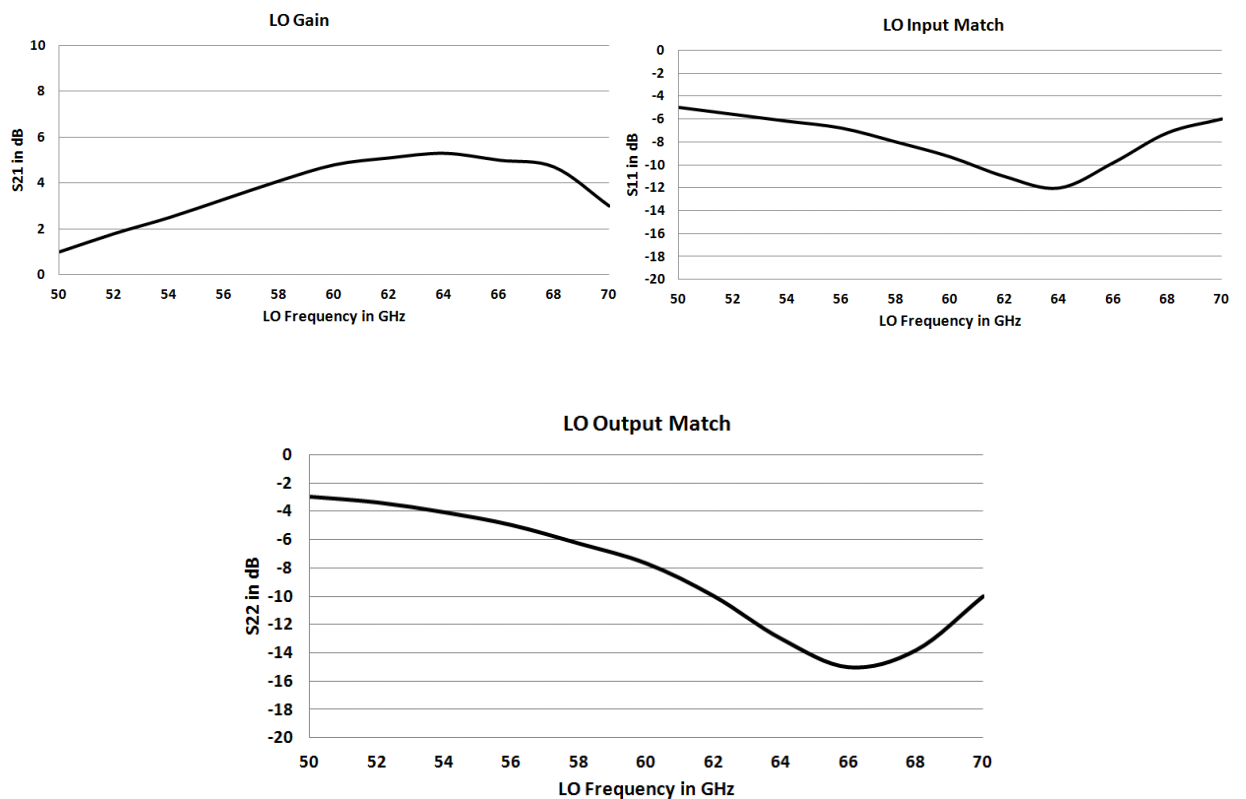 LO Gain
10
8
6
4
2
0
S21 in dB
50 52 54 56 58 60 62 64 66 68 70
LO Frequency in GHz
LO Input Match
0
-2
-4
-6
-8
-10
-12
-14
-16
-18
-20
S11 in dB
50 52 54 56 58 60 62 64 66 68 70
LO Frequency in GHz
LO Output Match
0
-2
-4
-6
-8
-10
-12
-14
-16
-18
-20
S22 in dB
50 52 54 56 58 60 62 64 66 68 70
LO Frequency in GHz